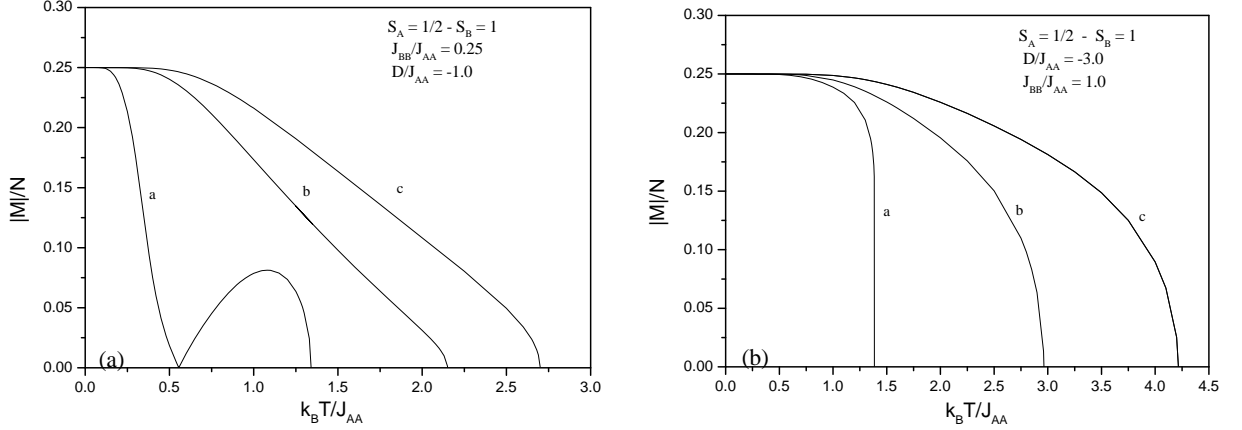 S_A = 1/2 - S_B = 1
J_BB/J_AA = 0.25
D/J_AA = -1.0
|M|/N
0.25
0.20
0.15
0.10
0.05
0.00
a
b
c
(a)
0.0 0.5 1.0 1.5 2.0 2.5 3.0
k_BT/J_AA
S_A = 1/2 - S_B = 1
D/J_AA = -3.0
J_BB/J_AA = 1.0
|M|/N
0.30
0.25
0.20
0.15
0.10
0.05
0.00
a
b
c
(b)
0.0 0.5 1.0 1.5 2.0 2.5 3.0 3.5 4.0 4.5
k_BT/J_AA